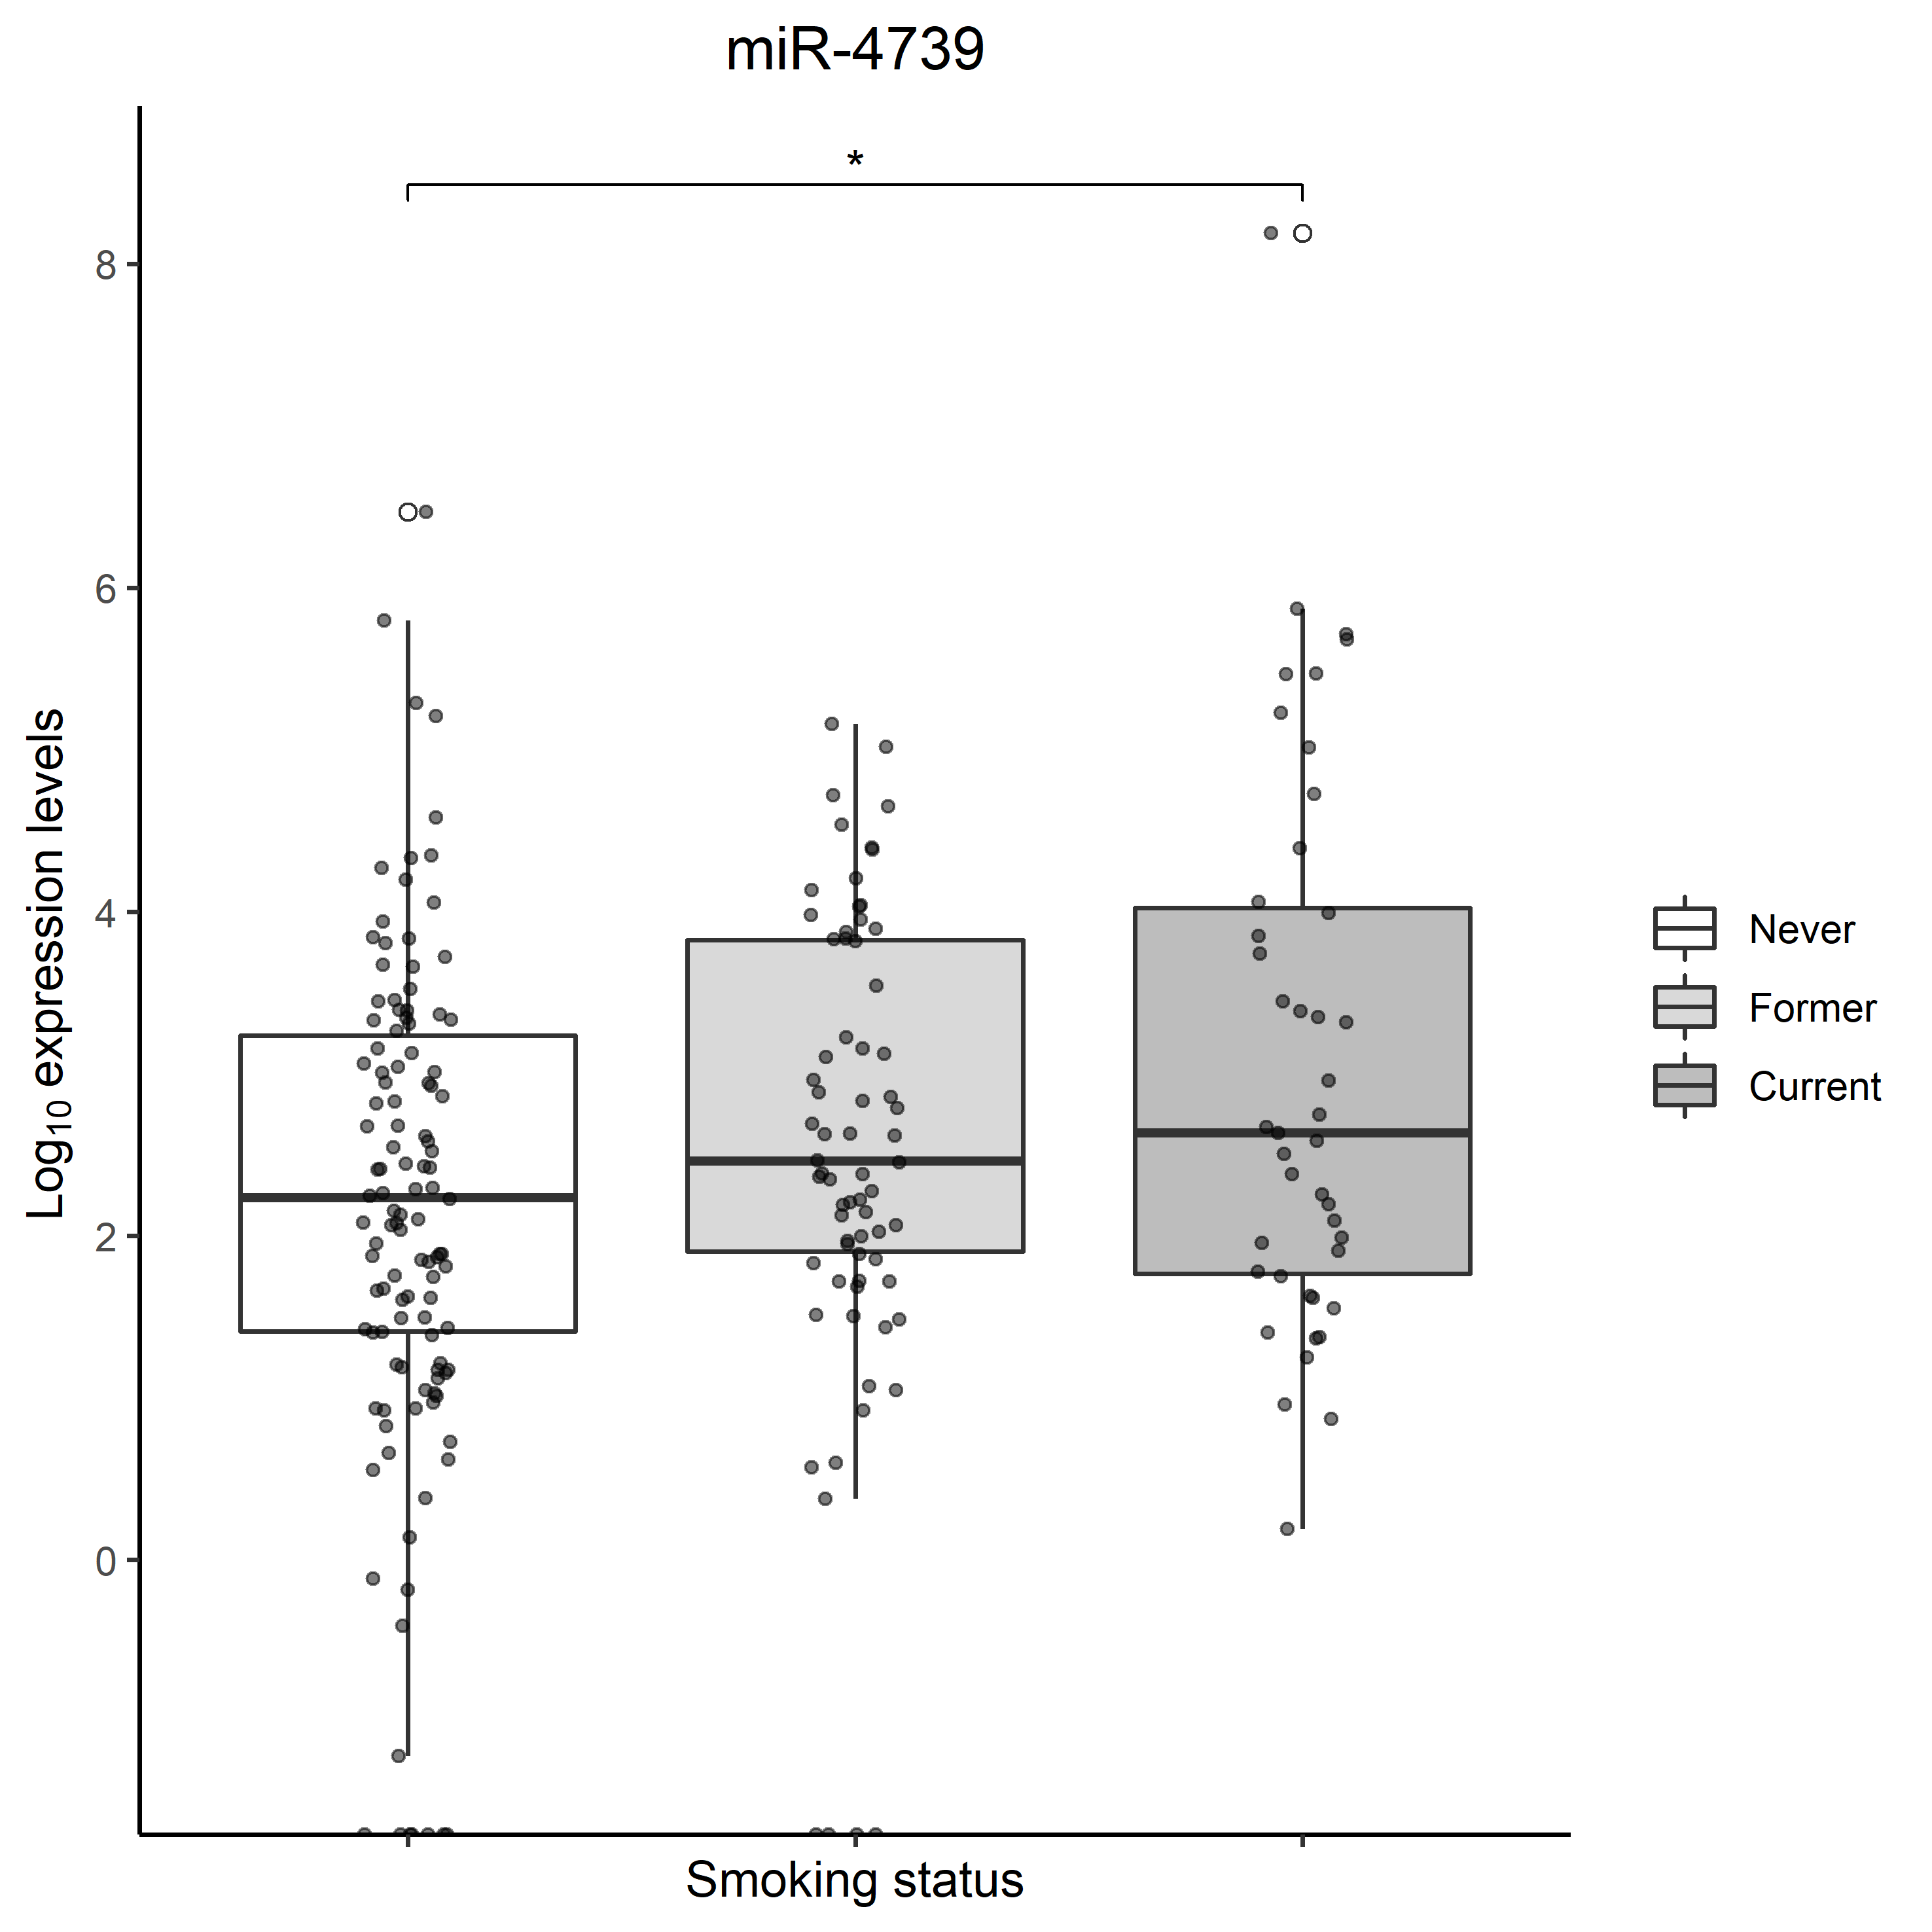 miR-4739
*
8
6
4
2
0
Log₁₀ expression levels
Smoking status
Never
Former
Current